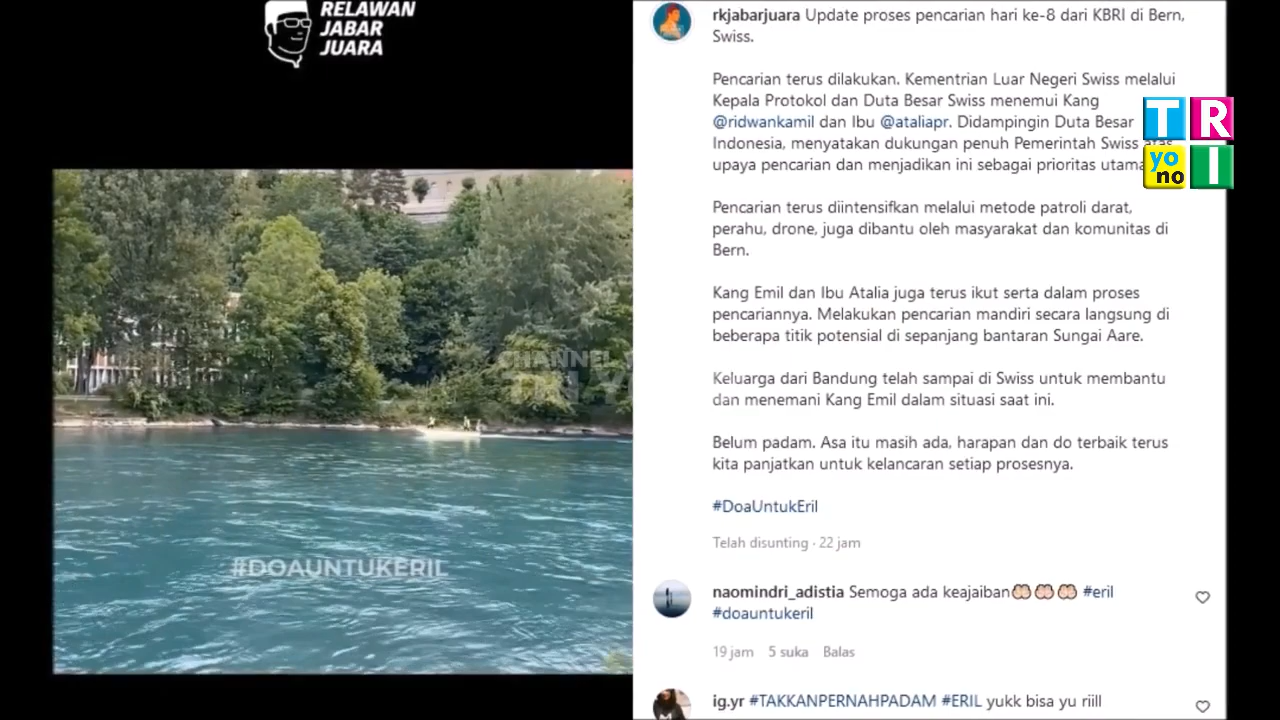 RELAWAN
JABAR
JUARA
#DOAUNTUKERIL
CHANNEL
rkjabarjuara Update proses pencarian hari ke-8 dari KBRI di Bern,
Swiss.
Pencarian terus dilakukan. Kementrian Luar Negeri Swiss melalui
Kepala Protokol dan Duta Besar Swiss menemui Kang
@ridwankamil dan Ibu @ataliapr. Didampingin Duta Besar
Indonesia, menyatakan dukungan penuh Pemerintah Swiss atas
upaya pencarian dan menjadikan ini sebagai prioritas utama
Pencarian terus diintensifkan melalui metode patroli darat,
perahu, drone, juga dibantu oleh masyarakat dan komunitas di
Bern.
Kang Emil dan Ibu Atalia juga terus ikut serta dalam proses
pencariannya. Melakukan pencarian mandiri secara langsung di
beberapa titik potensial di sepanjang bantaran Sungai Aare.
Keluarga dari Bandung telah sampai di Swiss untuk membantu
dan menemani Kang Emil dalam situasi saat ini.
Belum padam. Asa itu masih ada, harapan dan do terbaik terus
kita panjatkan untuk kelancaran setiap prosesnya.
#DoaUntukEril
Telah disunting · 22 jam
naomindri_adistia Semoga ada keajaiban🤲🤲🤲 #eril
#doauntukeril
19 jam 5 suka Balas
ig.yr #TAKKANPERNAHPADAM #ERIL yukk bisa yu riill
TR
yono I